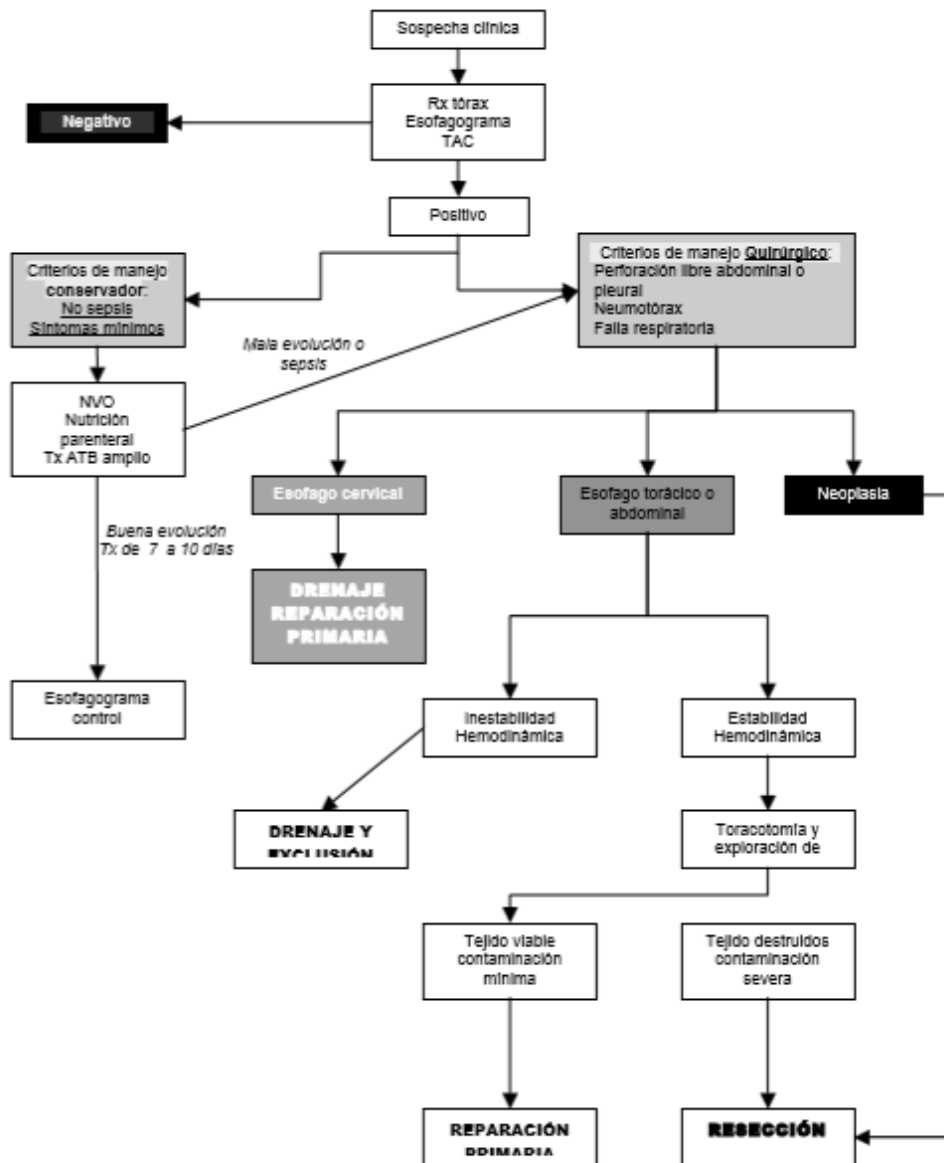 Sospecha clínica
Rx tórax
Esofagograma
TAC
Negativo
Positivo
Criterios de manejo
conservador:
No sepsis
Síntomas mínimos
Criterios de manejo Quirúrgico:
Perforación libre abdominal o
pleural
Neumotórax
Falla respiratoria
Mala evolución o
sepsis
NVO
Nutrición
parenteral
Tx ATB amplio
Esofago cervical
Esofago torácico o
abdominal
Neoplasia
Buena evolución
Tx de 7 a 10 días
DRENAJE
REPARACIÓN
PRIMARIA
Esofagograma
control
Inestabilidad
Hemodinámica
Estabilidad
Hemodinámica
DRENAJE Y
EXCLUSIÓN
Toracotomía y
exploración de
Tejido viable
contaminación
mínima
Tejido destruidos
contaminación
severa
REPARACIÓN
PRIMARIA
RESECCIÓN